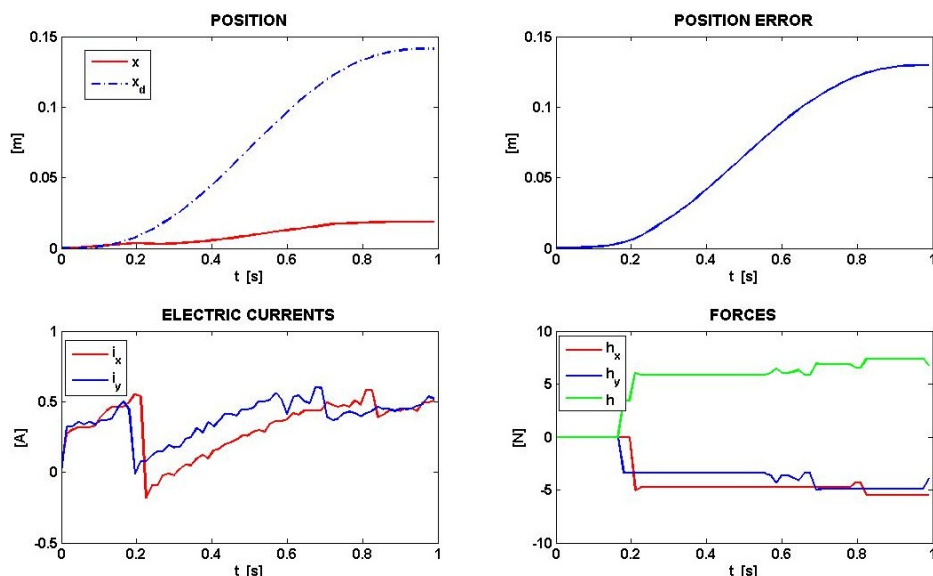 POSITION
0.15
0.1
0.05
0
[m]
x
x_d
0 0.2 0.4 0.6 0.8 1
t [s]
POSITION ERROR
0.15
0.1
0.05
0
[m]
0 0.2 0.4 0.6 0.8 1
t [s]
ELECTRIC CURRENTS
1
0.5
0
-0.5
[A]
i_x
i_y
0 0.2 0.4 0.6 0.8 1
t [s]
FORCES
10
5
0
-5
-10
[N]
h_x
h_y
h
0 0.2 0.4 0.6 0.8 1
t [s]